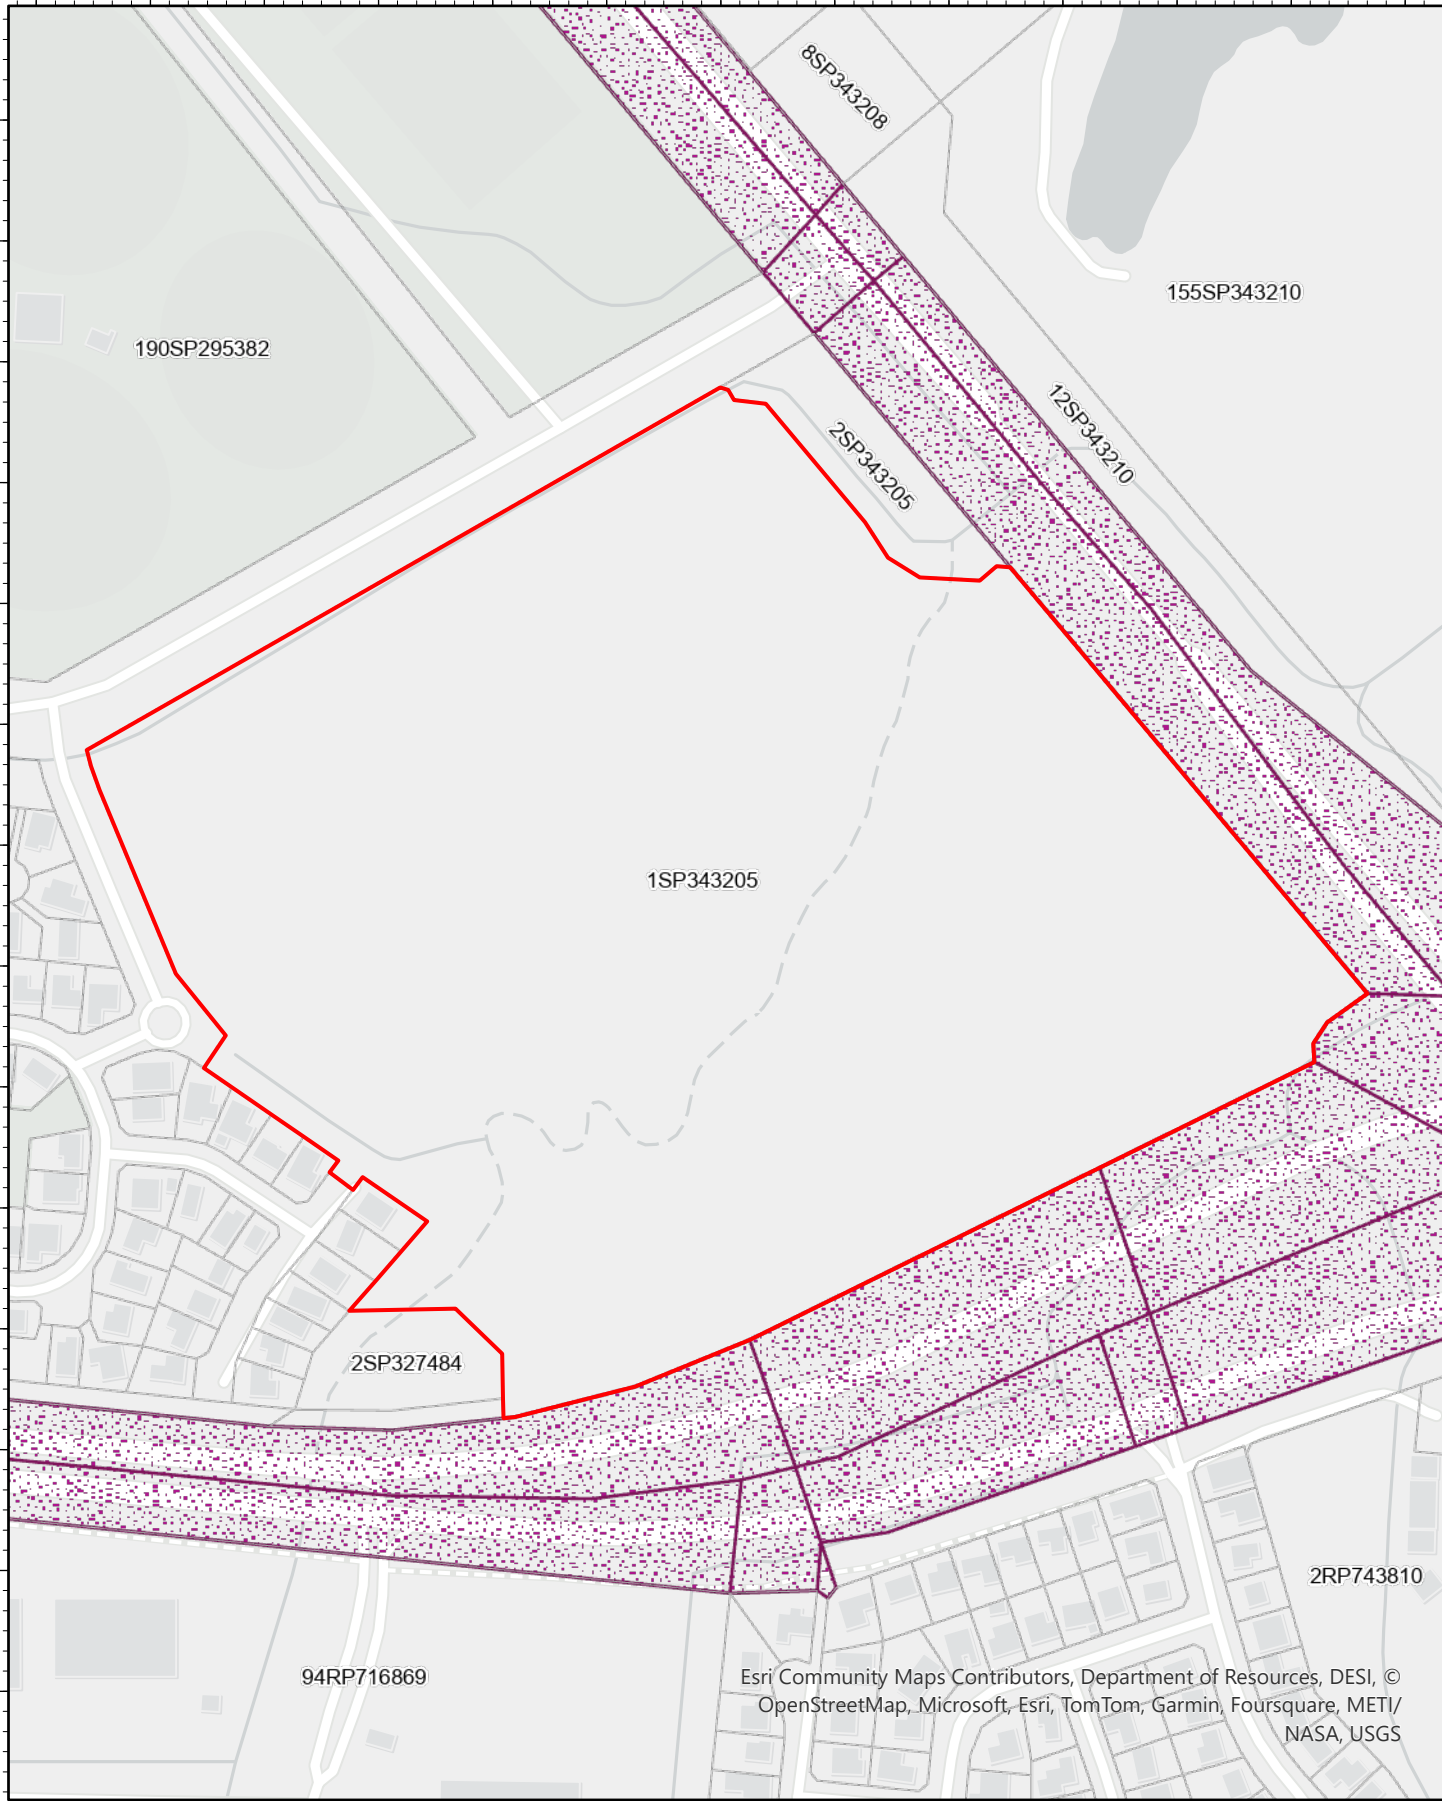 8SP343208
155SP343210
190SP295382
12SP343210
2SP343205
1SP343205
2SP327484
2RP743810
94RP716869
Esri Community Maps Contributors, Department of Resources, DESI, ©
OpenStreetMap, Microsoft, Esri, TomTom, Garmin, Foursquare, METI/
NASA, USGS